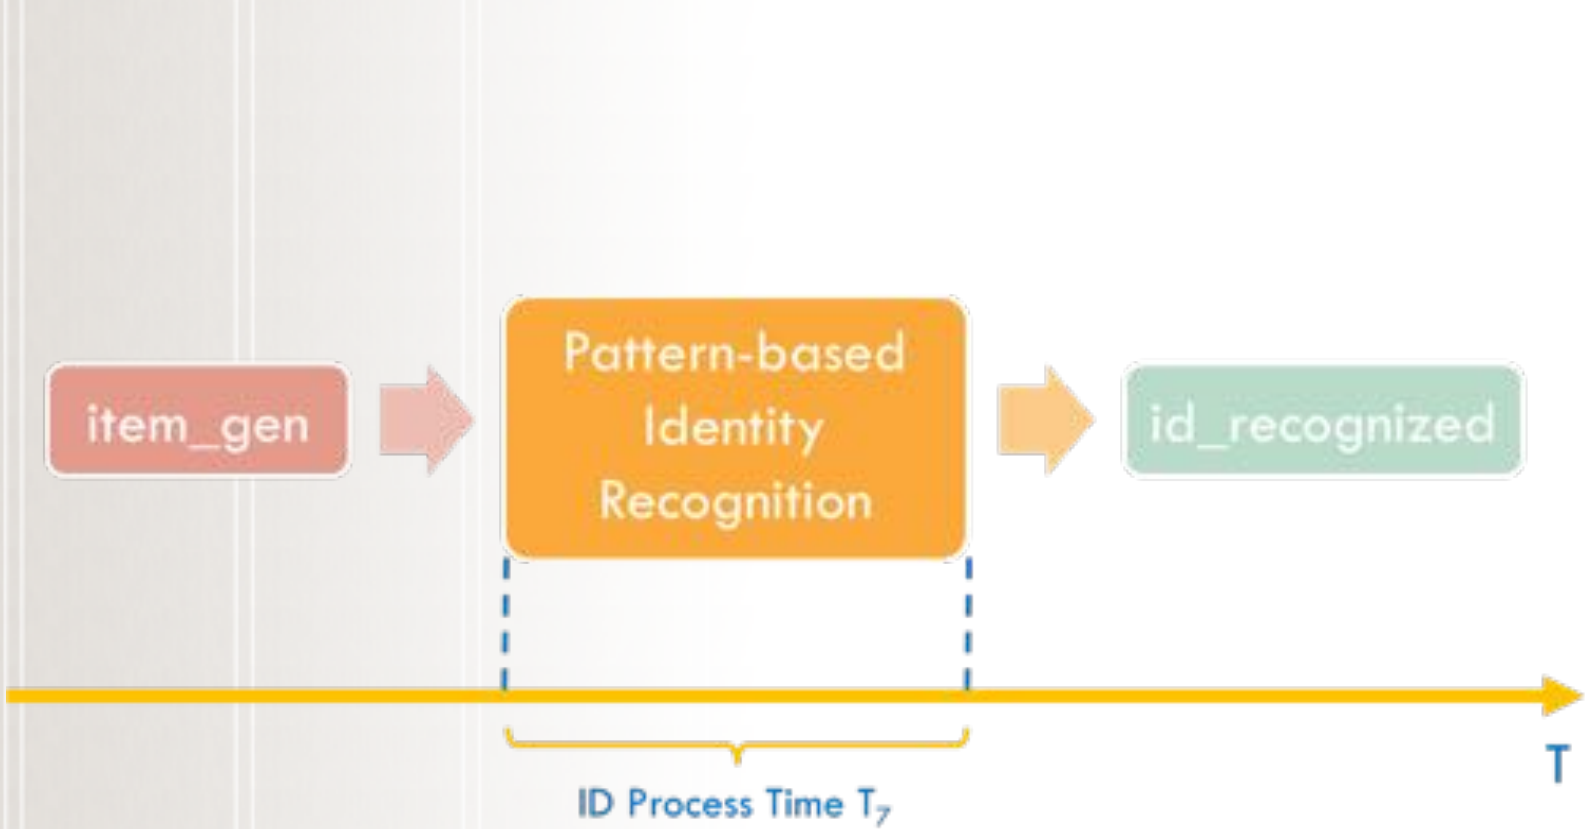 Pattern-based
Identity
Recognition
item_gen
id_recognized
T
ID Process Time T₇